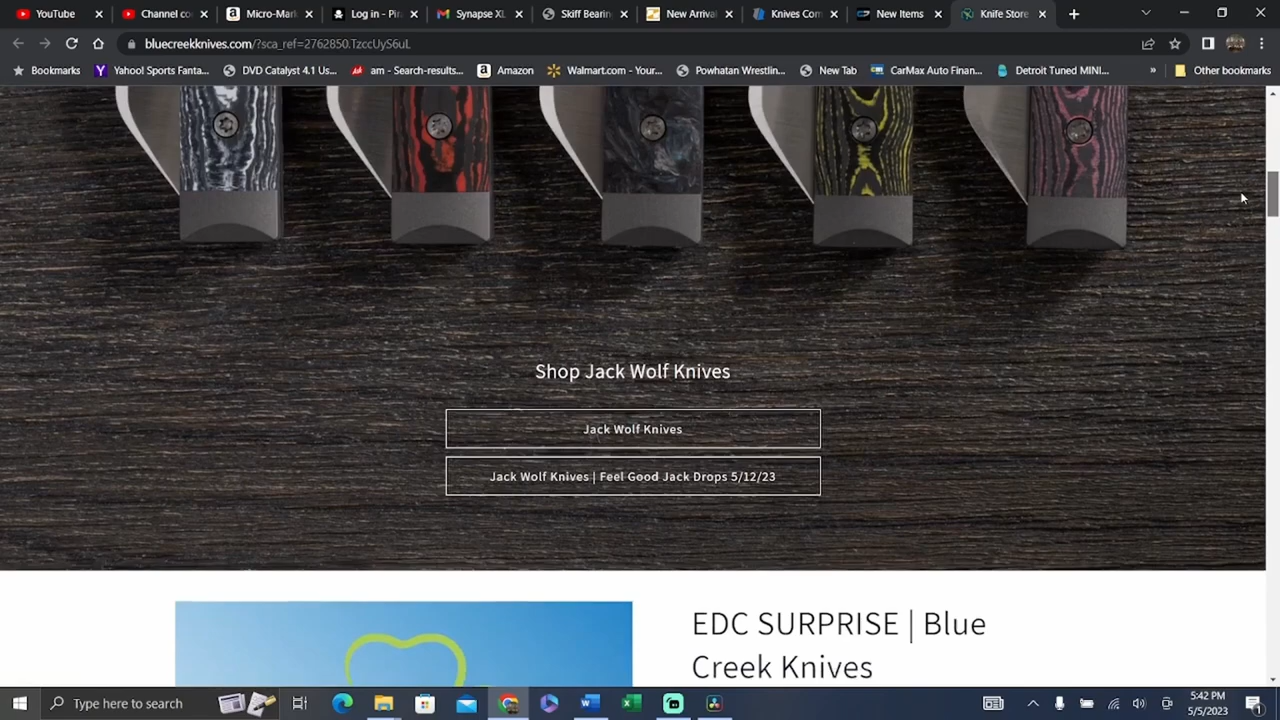 YouTube
Channel co
Micro-Mar
Log in - Pir
Synapse XL
Skiff Bearin
New Arrival
Knives Com
New Items
Knife Store
bluecreekknives.com/?sca_ref=2762850.TzccUyS6uL
Bookmarks
Yahoo Sports Fanta...
DVD Catalyst 4.1 Us...
am - Search-results...
Amazon
Walmart.com - Your...
Powhatan Wrestlin...
New Tab
CarMax Auto Finan...
Detroit Tuned MINI...
»
Other bookmarks
Shop Jack Wolf Knives
Jack Wolf Knives
Jack Wolf Knives | Feel Good Jack Drops 5/12/23
EDC SURPRISE | Blue
Creek Knives
Type here to search
5:42 PM
5/5/2023
1